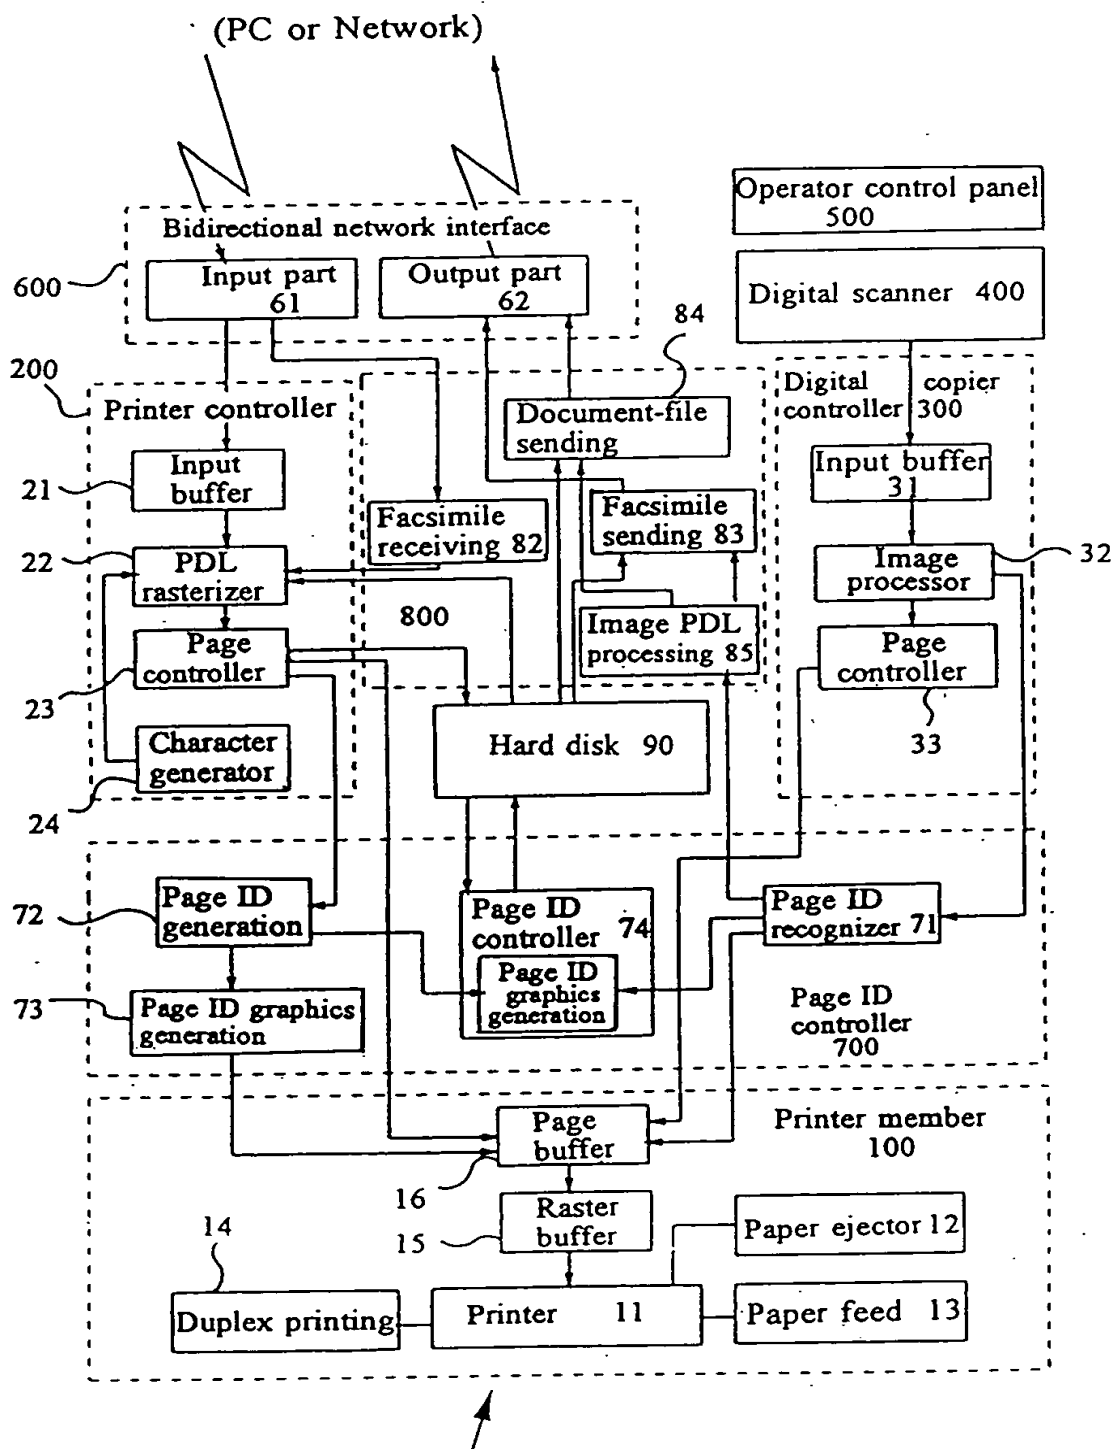 (PC or Network)
Operator control panel
500
Bidirectional network interface
Input part
61
Output part
62
600
Digital scanner 400
84
200
Printer controller
Document-file
sending
Digital copier
controller 300
Input
buffer
21
Input buffer
31
Facsimile
receiving 82
Facsimile
sending 83
22
PDL
rasterizer
Image
processor
32
800
Image PDL
processing 85
Page
controller
23
Page
controller
33
Hard disk 90
Character
generator
24
72
Page ID
generation
Page ID
controller 74
Page ID
graphics
generation
Page ID
recognizer 71
73
Page ID graphics
generation
Page ID
controller
700
Page
buffer
16
Printer member
100
Raster
buffer
15
14
Paper ejector 12
Duplex printing
Printer 11
Paper feed 13